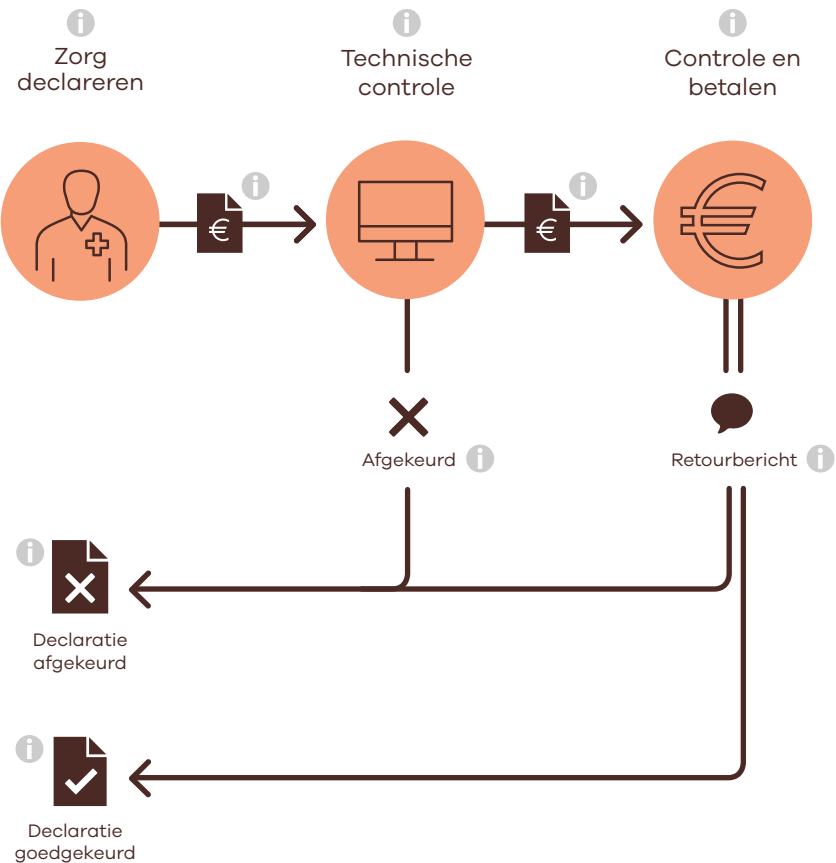 Zorg
declareren
Technische
controle
Controle en
betalen
Afgekeurd
Retourbericht
Declaratie
afgekeurd
Declaratie
goedgekeurd